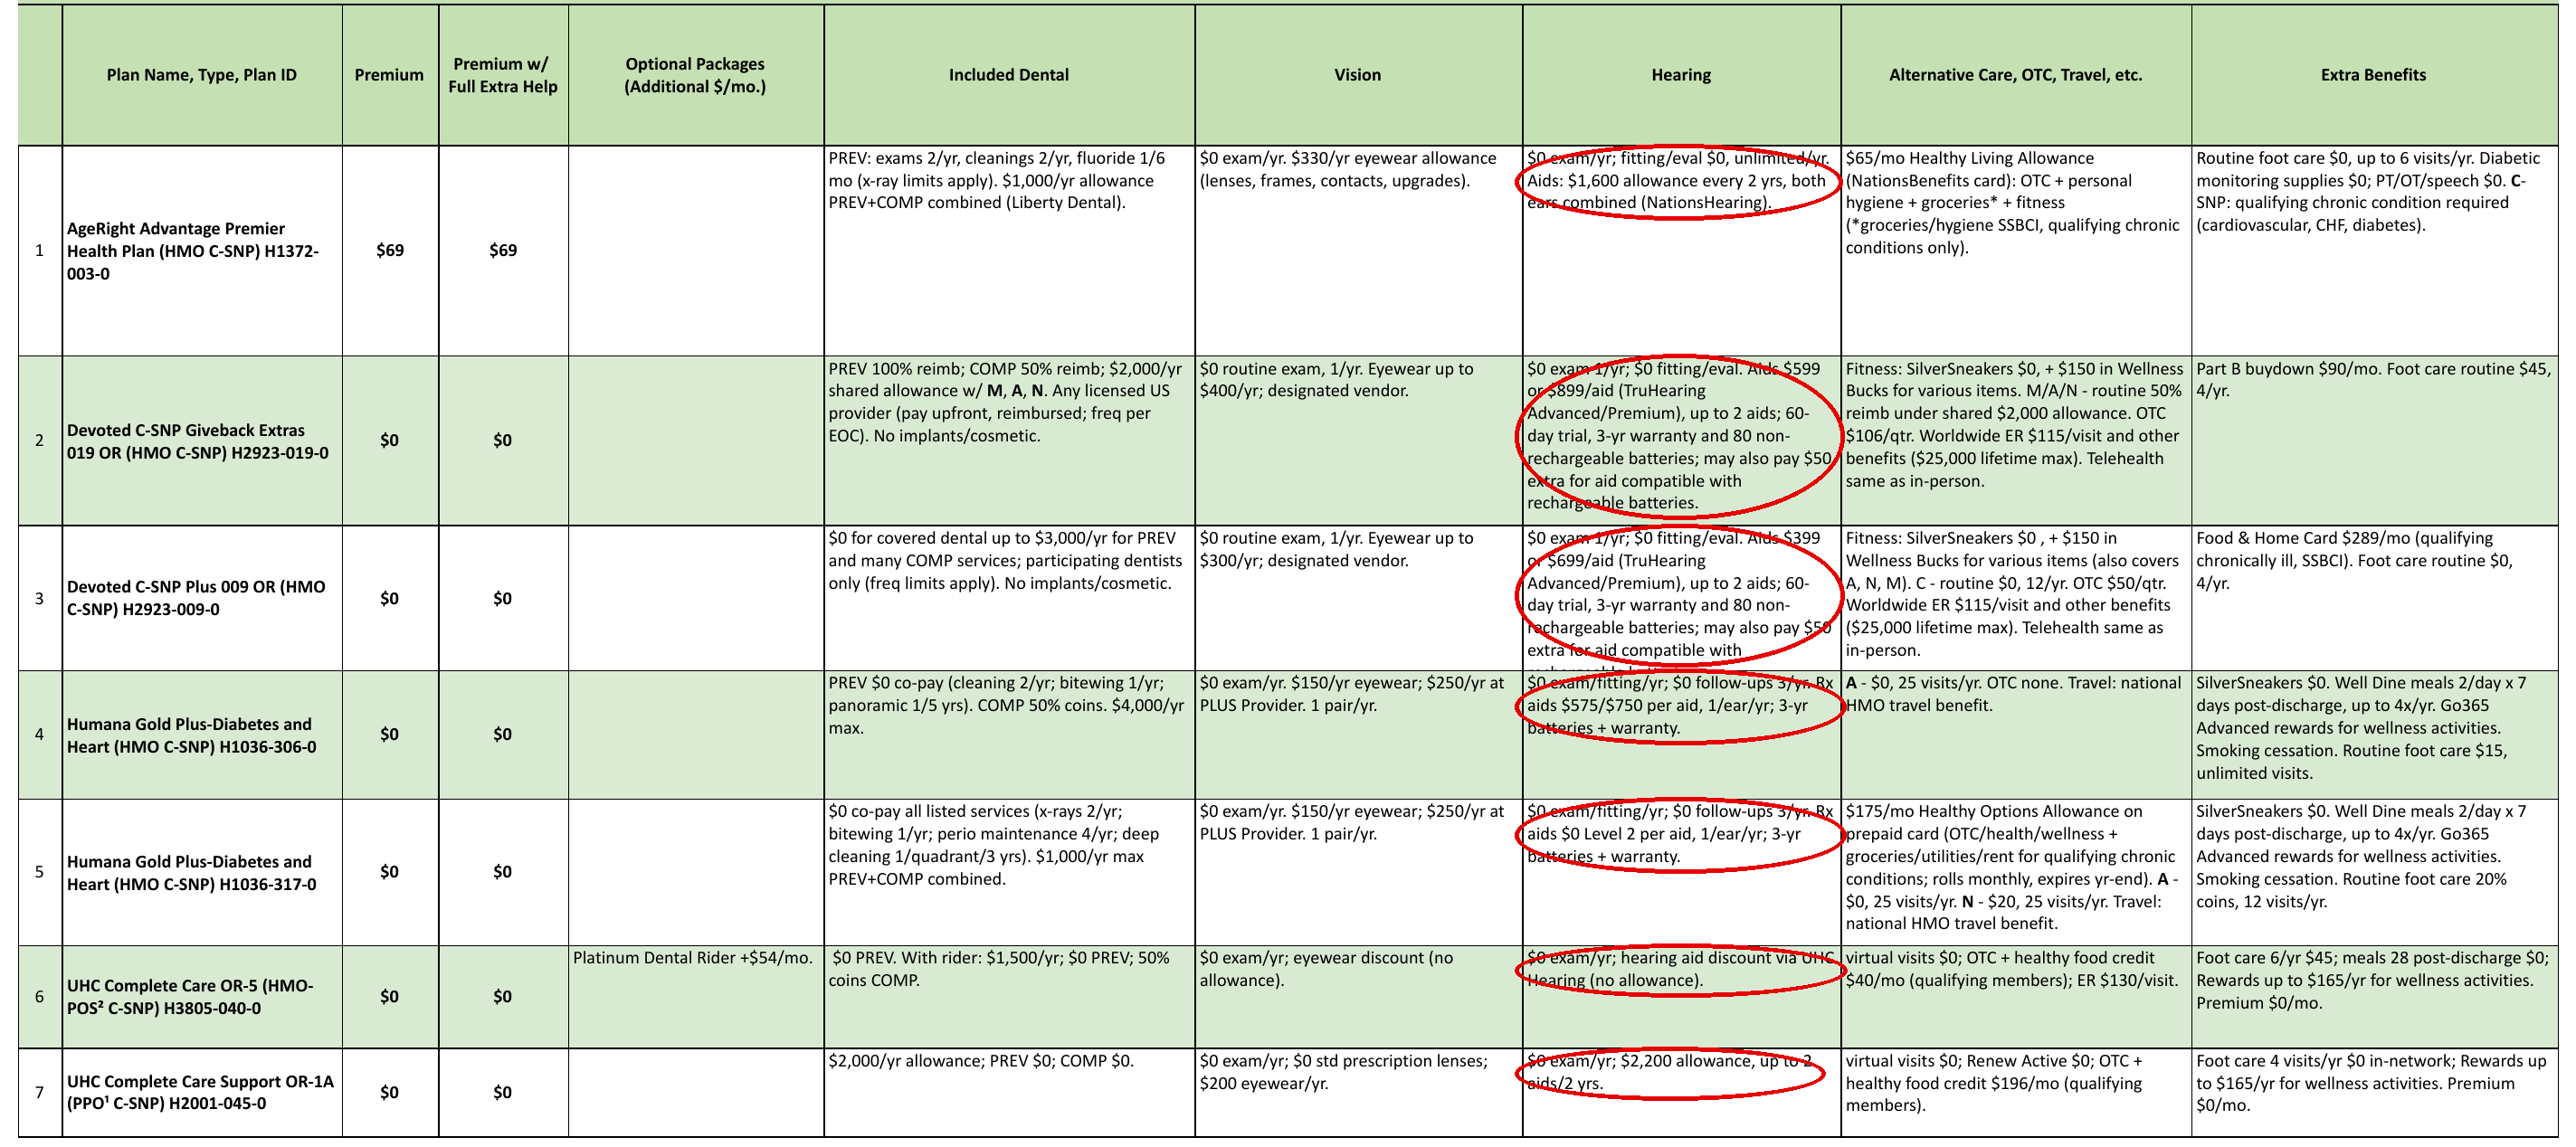 Plan Name, Type, Plan ID
Premium
Premium w/
Full Extra Help
Optional Packages
(Additional $/mo.)
Included Dental
Vision
Hearing
Alternative Care, OTC, Travel, etc.
Extra Benefits
1
AgeRight Advantage Premier
Health Plan (HMO C-SNP) H1372-
003-0
$69
$69
PREV: exams 2/yr, cleanings 2/yr, fluoride 1/6
mo (x-ray limits apply). $1,000/yr allowance
PREV+COMP combined (Liberty Dental).
$0 exam/yr. $330/yr eyewear allowance
(lenses, frames, contacts, upgrades).
$0 exam/yr; fitting/eval $0, unlimited/yr.
Aids: $1,600 allowance every 2 yrs, both
ears combined (NationsHearing).
$65/mo Healthy Living Allowance
(NationsBenefits card): OTC + personal
hygiene + groceries* + fitness
(*groceries/hygiene SSBCI, qualifying chronic
conditions only).
Routine foot care $0, up to 6 visits/yr. Diabetic
monitoring supplies $0; PT/OT/speech $0. C-
SNP: qualifying chronic condition required
(cardiovascular, CHF, diabetes).
2
Devoted C-SNP Giveback Extras
019 OR (HMO C-SNP) H2923-019-0
$0
$0
PREV 100% reimb; COMP 50% reimb; $2,000/yr
shared allowance w/ M, A, N. Any licensed US
provider (pay upfront, reimbursed; freq per
EOC). No implants/cosmetic.
$0 routine exam, 1/yr. Eyewear up to
$400/yr; designated vendor.
$0 exam 1/yr; $0 fitting/eval. Aids $599
or $899/aid (TruHearing
Advanced/Premium), up to 2 aids; 60-
day trial, 3-yr warranty and 80 non-
rechargeable batteries; may also pay $50
extra for aid compatible with
rechargeable batteries.
Fitness: SilverSneakers $0, + $150 in Wellness
Bucks for various items. M/A/N - routine 50%
reimb under shared $2,000 allowance. OTC
$106/qtr. Worldwide ER $115/visit and other
benefits ($25,000 lifetime max). Telehealth
same as in-person.
Part B buydown $90/mo. Foot care routine $45,
4/yr.
3
Devoted C-SNP Plus 009 OR (HMO
C-SNP) H2923-009-0
$0
$0
$0 for covered dental up to $3,000/yr for PREV
and many COMP services; participating dentists
only (freq limits apply). No implants/cosmetic.
$0 routine exam, 1/yr. Eyewear up to
$300/yr; designated vendor.
$0 exam 1/yr; $0 fitting/eval. Aids $399
or $699/aid (TruHearing
Advanced/Premium), up to 2 aids; 60-
day trial, 3-yr warranty and 80 non-
rechargeable batteries; may also pay $50
extra for aid compatible with
Fitness: SilverSneakers $0 , + $150 in
Wellness Bucks for various items (also covers
A, N, M). C - routine $0, 12/yr. OTC $50/qtr.
Worldwide ER $115/visit and other benefits
($25,000 lifetime max). Telehealth same as
in-person.
Food & Home Card $289/mo (qualifying
chronically ill, SSBCI). Foot care routine $0,
4/yr.
4
Humana Gold Plus-Diabetes and
Heart (HMO C-SNP) H1036-306-0
$0
$0
PREV $0 co-pay (cleaning 2/yr; bitewing 1/yr;
panoramic 1/5 yrs). COMP 50% coins. $4,000/yr
max.
$0 exam/yr. $150/yr eyewear; $250/yr at
PLUS Provider. 1 pair/yr.
$0 exam/fitting/yr; $0 follow-ups 3/yr. Rx
aids $575/$750 per aid, 1/ear/yr; 3-yr
batteries + warranty.
A - $0, 25 visits/yr. OTC none. Travel: national
HMO travel benefit.
SilverSneakers $0. Well Dine meals 2/day x 7
days post-discharge, up to 4x/yr. Go365
Advanced rewards for wellness activities.
Smoking cessation. Routine foot care $15,
unlimited visits.
5
Humana Gold Plus-Diabetes and
Heart (HMO C-SNP) H1036-317-0
$0
$0
$0 co-pay all listed services (x-rays 2/yr;
bitewing 1/yr; perio maintenance 4/yr; deep
cleaning 1/quadrant/3 yrs). $1,000/yr max
PREV+COMP combined.
$0 exam/yr. $150/yr eyewear; $250/yr at
PLUS Provider. 1 pair/yr.
$0 exam/fitting/yr; $0 follow-ups 3/yr. Rx
aids $0 Level 2 per aid, 1/ear/yr; 3-yr
batteries + warranty.
$175/mo Healthy Options Allowance on
prepaid card (OTC/health/wellness +
groceries/utilities/rent for qualifying chronic
conditions; rolls monthly, expires yr-end). A -
$0, 25 visits/yr. N - $20, 25 visits/yr. Travel:
national HMO travel benefit.
SilverSneakers $0. Well Dine meals 2/day x 7
days post-discharge, up to 4x/yr. Go365
Advanced rewards for wellness activities.
Smoking cessation. Routine foot care 20%
coins, 12 visits/yr.
6
UHC Complete Care OR-5 (HMO-
POS² C-SNP) H3805-040-0
$0
$0
Platinum Dental Rider +$54/mo.
$0 PREV. With rider: $1,500/yr; $0 PREV; 50%
coins COMP.
$0 exam/yr; eyewear discount (no
allowance).
$0 exam/yr; hearing aid discount via UHC
Hearing (no allowance).
virtual visits $0; OTC + healthy food credit
$40/mo (qualifying members); ER $130/visit.
Foot care 6/yr $45; meals 28 post-discharge $0;
Rewards up to $165/yr for wellness activities.
Premium $0/mo.
7
UHC Complete Care Support OR-1A
(PPO¹ C-SNP) H2001-045-0
$0
$0
$2,000/yr allowance; PREV $0; COMP $0.
$0 exam/yr; $0 std prescription lenses;
$200 eyewear/yr.
$0 exam/yr; $2,200 allowance, up to 2
aids/2 yrs.
virtual visits $0; Renew Active $0; OTC +
healthy food credit $196/mo (qualifying
members).
Foot care 4 visits/yr $0 in-network; Rewards up
to $165/yr for wellness activities. Premium
$0/mo.